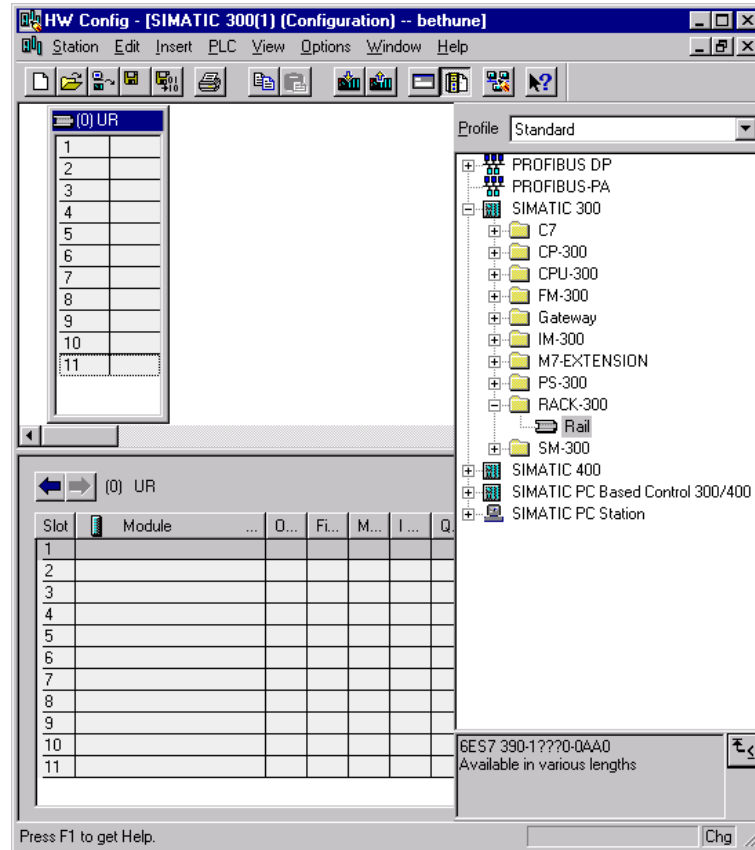 HW Config - [SIMATIC 300(1) (Configuration) -- bethune]
Station Edit Insert PLC View Options Window Help
(0) UR
1
2
3
4
5
6
7
8
9
10
11
Profile Standard
PROFIBUS DP
PROFIBUS-PA
SIMATIC 300
C7
CP-300
CPU-300
FM-300
Gateway
IM-300
M7-EXTENSION
PS-300
RACK-300
Rail
SM-300
SIMATIC 400
SIMATIC PC Based Control 300/400
SIMATIC PC Station
(0) UR
Slot Module ... O... Fi... M... I ... Q.
1
2
3
4
5
6
7
8
9
10
11
6ES7 390-1???0-0AA0
Available in various lengths
Press F1 to get Help.
Chg